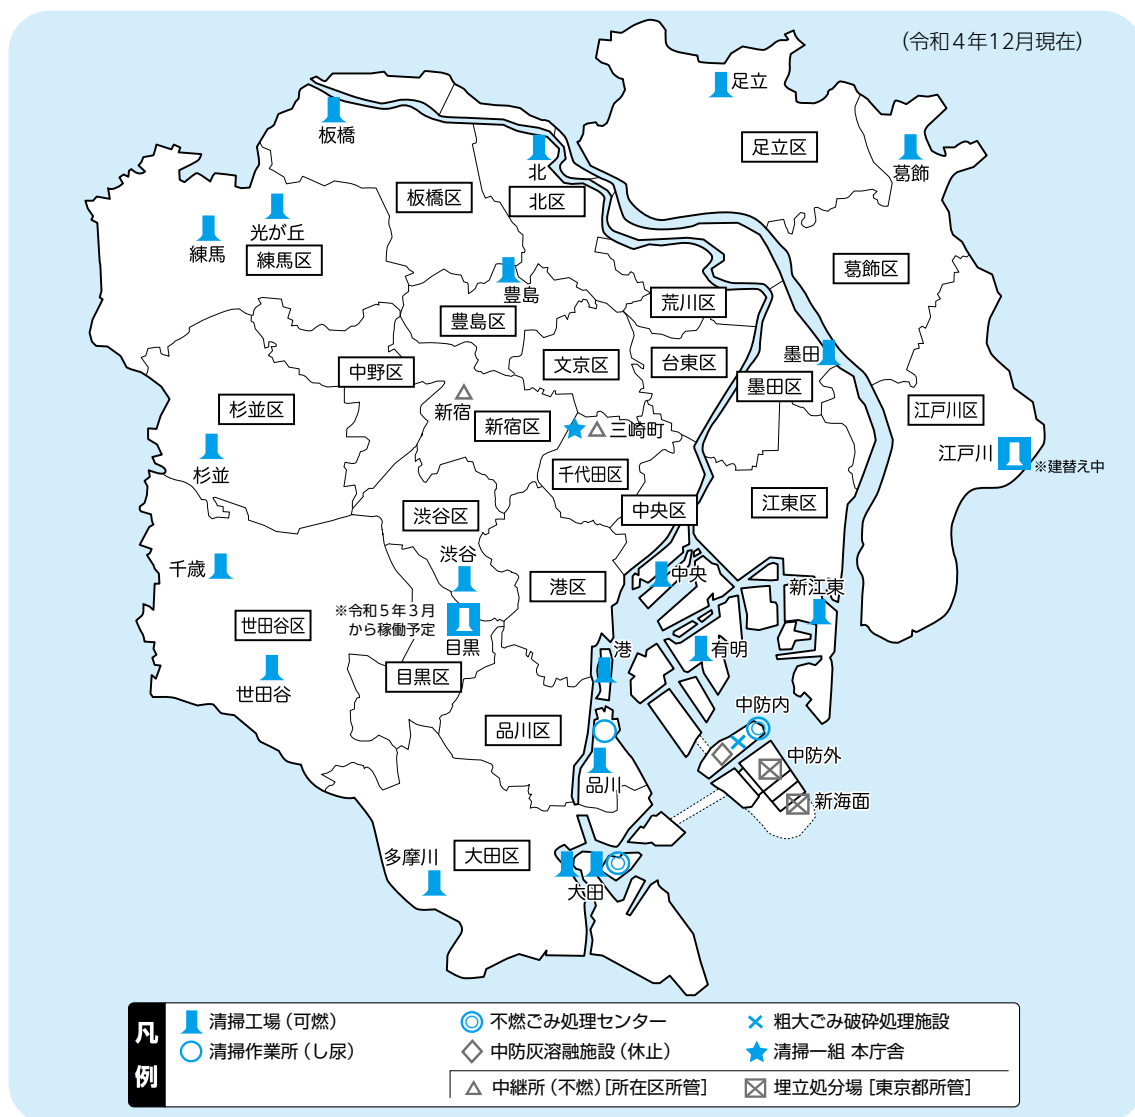 (令和4年12月現在)
足立
板橋
足立区
北
葛飾
板橋区
北区
光が丘
練馬
練馬区
葛飾区
豊島
荒川区
豊島区
墨田
文京区
台東区
中野区
墨田区
新宿
杉並区
江戸川区
新宿区
三崎町
江戸川
※建替え中
杉並
千代田区
中央区
江東区
渋谷区
渋谷
千歳
中央
港区
新江東
※令和5年3月
から稼働予定
世田谷区
目黒
港
有明
目黒区
世田谷
中防内
品川区
中防外
品川
新海面
多摩川
大田区
大田
凡例
清掃工場(可燃)
不燃ごみ処理センター
粗大ごみ破砕処理施設
清掃作業所(し尿)
中防灰溶融施設(休止)
清掃一組 本庁舎
中継所(不燃)[所在区所管]
埋立処分場[東京都所管]